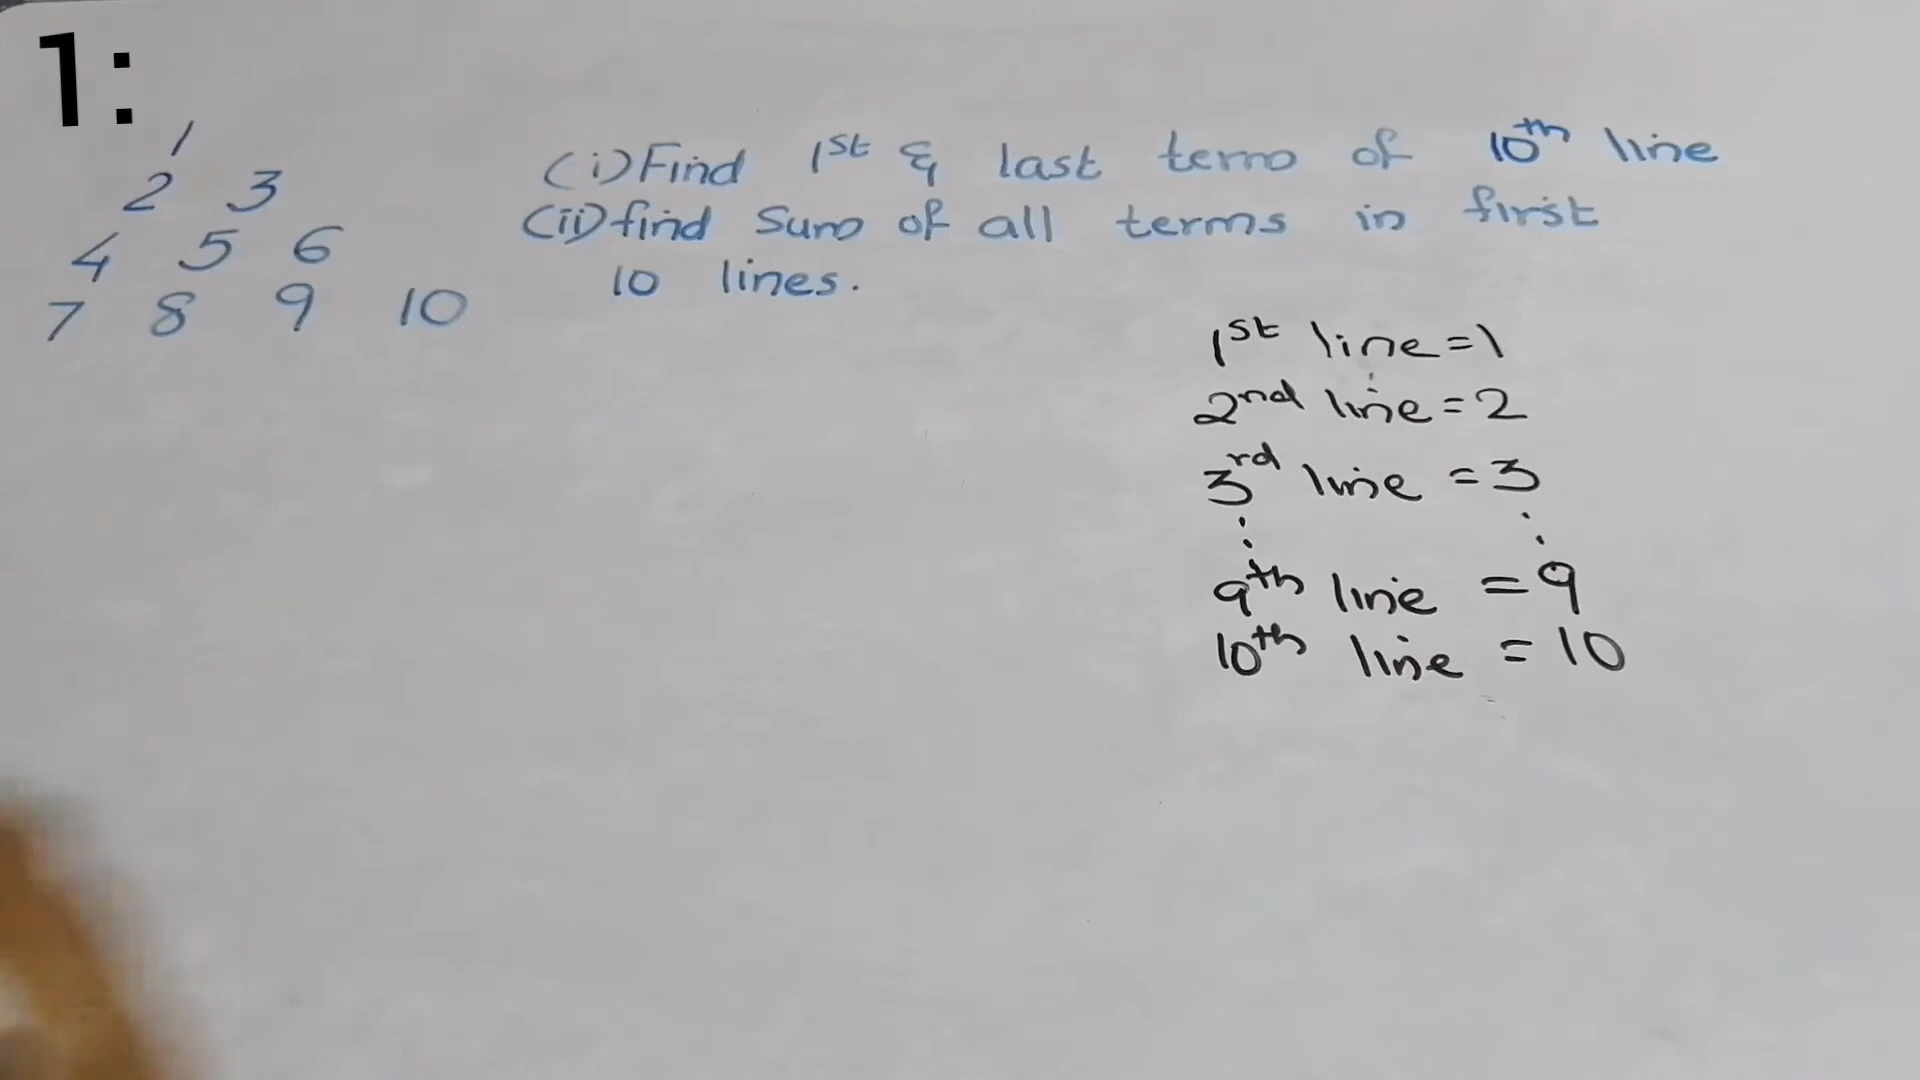 1:
1
2 3
4 5 6
7 8 9 10
(i) Find 1st & last term of 10th line
(ii) find Sum of all terms in first
10 lines.
1st line = 1
2nd line = 2
3rd line = 3
: :
9th line = 9
10th line = 10